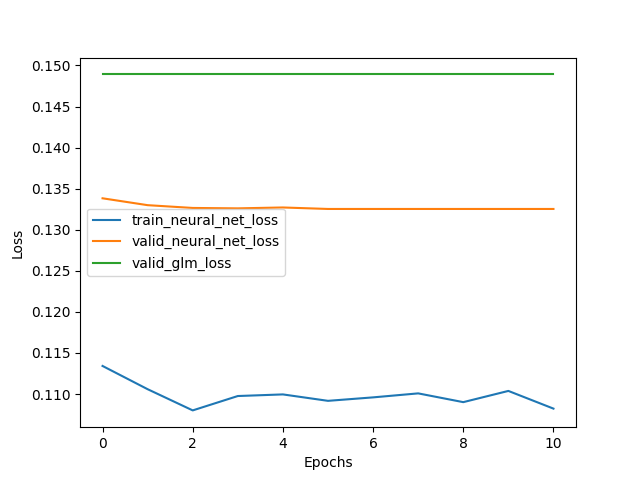 0.150
0.145
0.140
0.135
0.130
0.125
0.120
0.115
0.110
Loss
train_neural_net_loss
valid_neural_net_loss
valid_glm_loss
0 2 4 6 8 10
Epochs